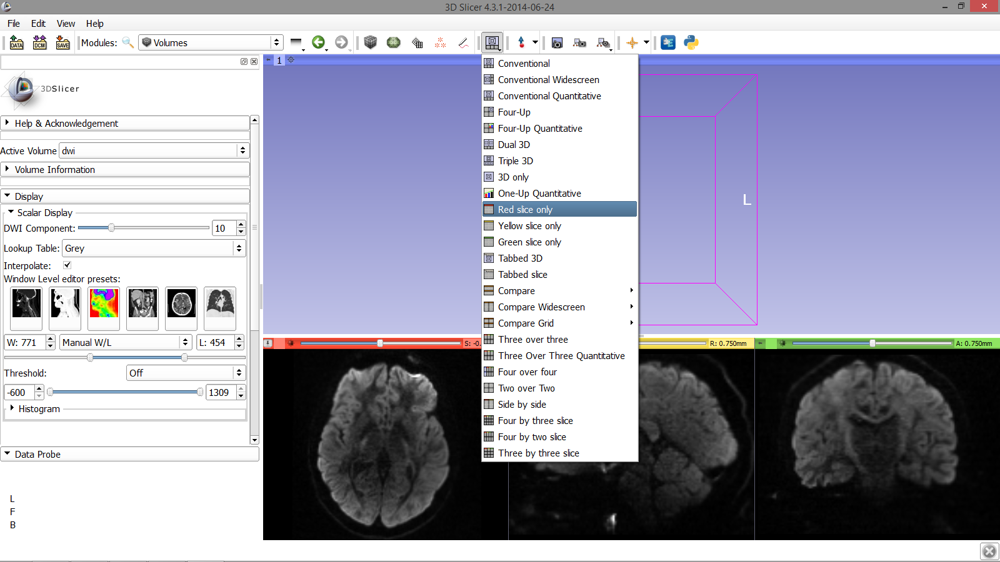 3D Slicer 4.3.1-2014-06-24
File Edit View Help
DATA DCM SAVE Modules: Volumes
1
3DSlicer
Help & Acknowledgement
Active Volume dwi
Volume Information
Display
Scalar Display
DWI Component: 10
Lookup Table: Grey
Interpolate:
Window Level editor presets:
W: 771 Manual W/L L: 454
Threshold: Off
-600 1309
Histogram
Data Probe
L
F
B
Conventional
Conventional Widescreen
Conventional Quantitative
Four-Up
Four-Up Quantitative
Dual 3D
Triple 3D
3D only
One-Up Quantitative
Red slice only
Yellow slice only
Green slice only
Tabbed 3D
Tabbed slice
Compare
Compare Widescreen
Compare Grid
Three over three
Three Over Three Quantitative
Four over four
Two over Two
Side by side
Four by three slice
Four by two slice
Three by three slice
L
S: -0.
R: 0.750mm
A: 0.750mm